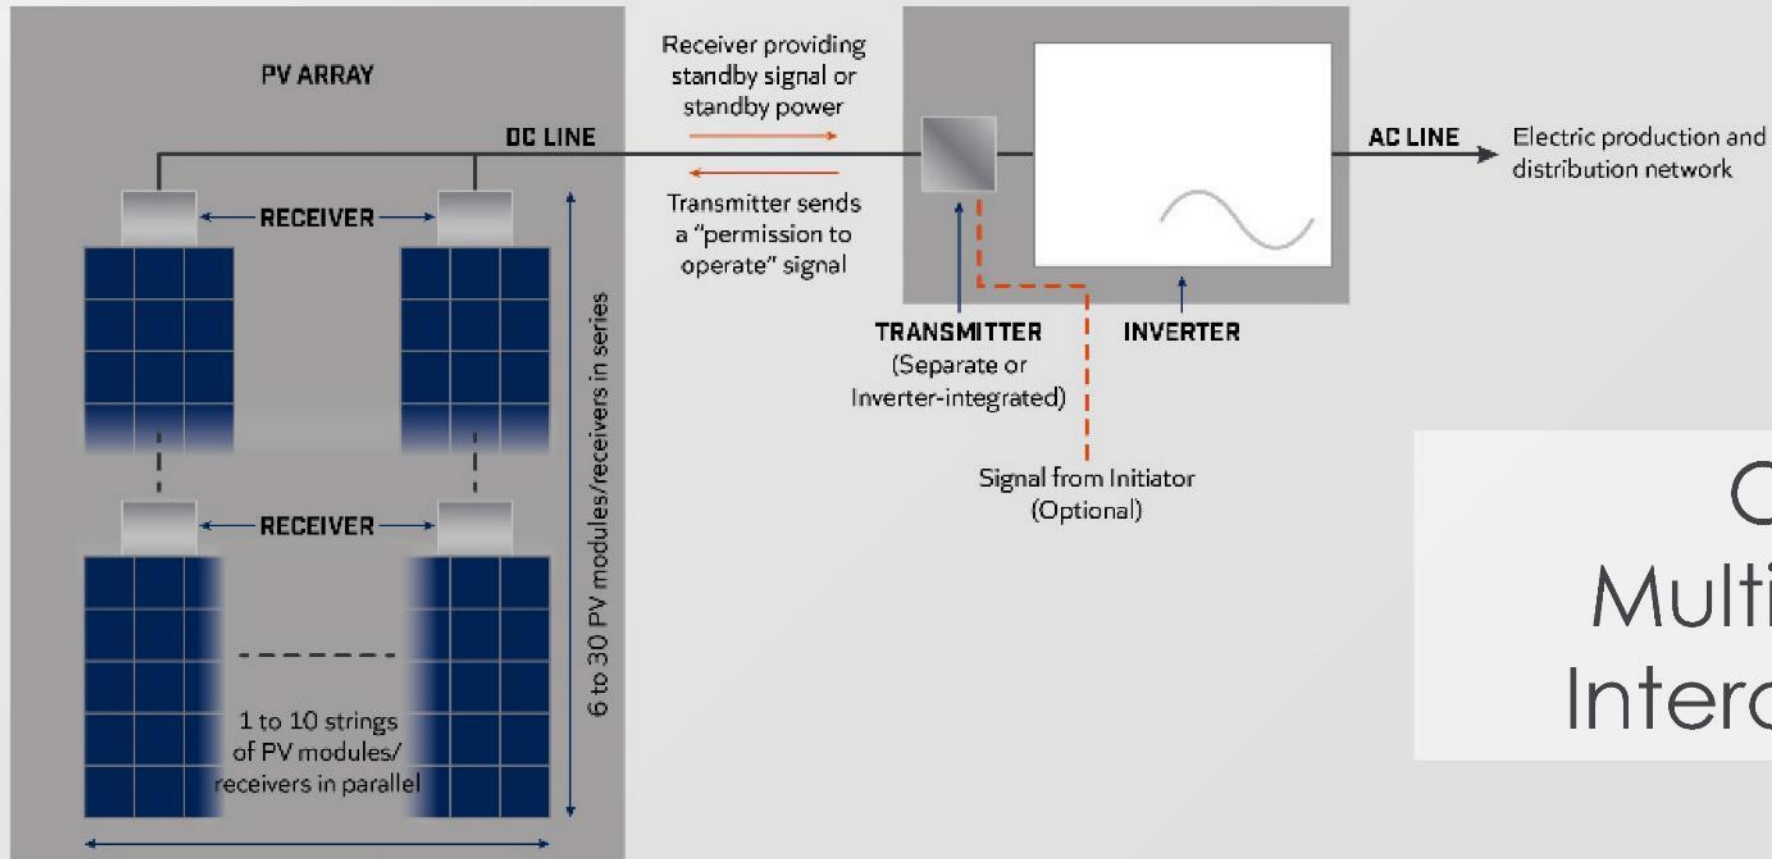 PV ARRAY
DC LINE
RECEIVER
RECEIVER
6 to 30 PV modules/receivers in series
1 to 10 strings
of PV modules/
receivers in parallel
Receiver providing
standby signal or
standby power
Transmitter sends
a “permission to
operate” signal
TRANSMITTER
(Separate or
Inverter-integrated)
INVERTER
Signal from Initiator
(Optional)
AC LINE
Electric production and
distribution network